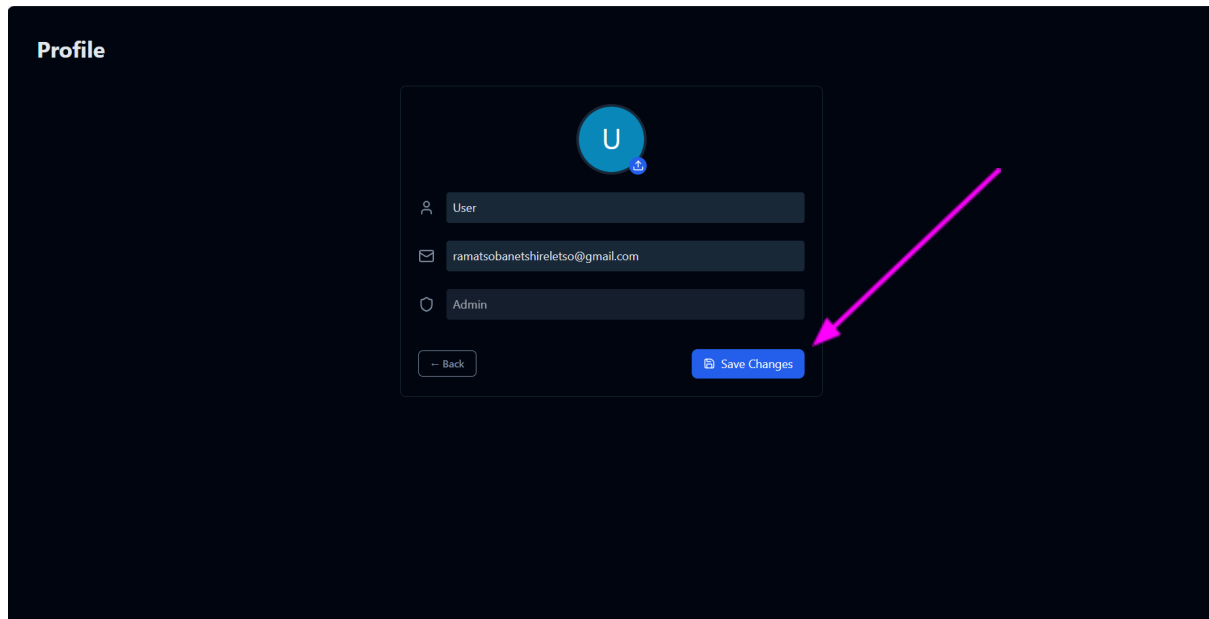 Profile
U
User
ramatsobanetshireletso@gmail.com
Admin
← Back
Save Changes